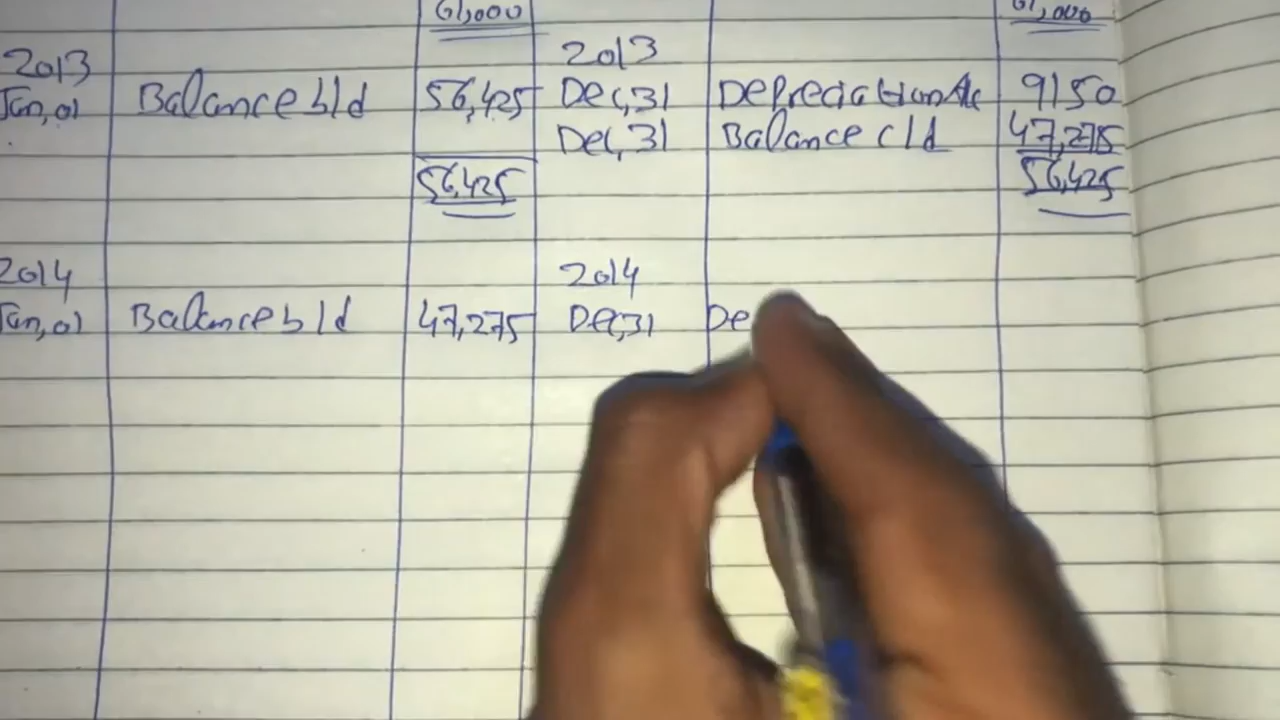 61,000 61,000
2013 2013
Jan,01 Balance b/d 56,425 Dec,31 Depreciation A/c 9150
Dec,31 Balance c/d 47,275
56,425 56,425
2014 2014
Jan,01 Balance b/d 47,275 Dec,31 De